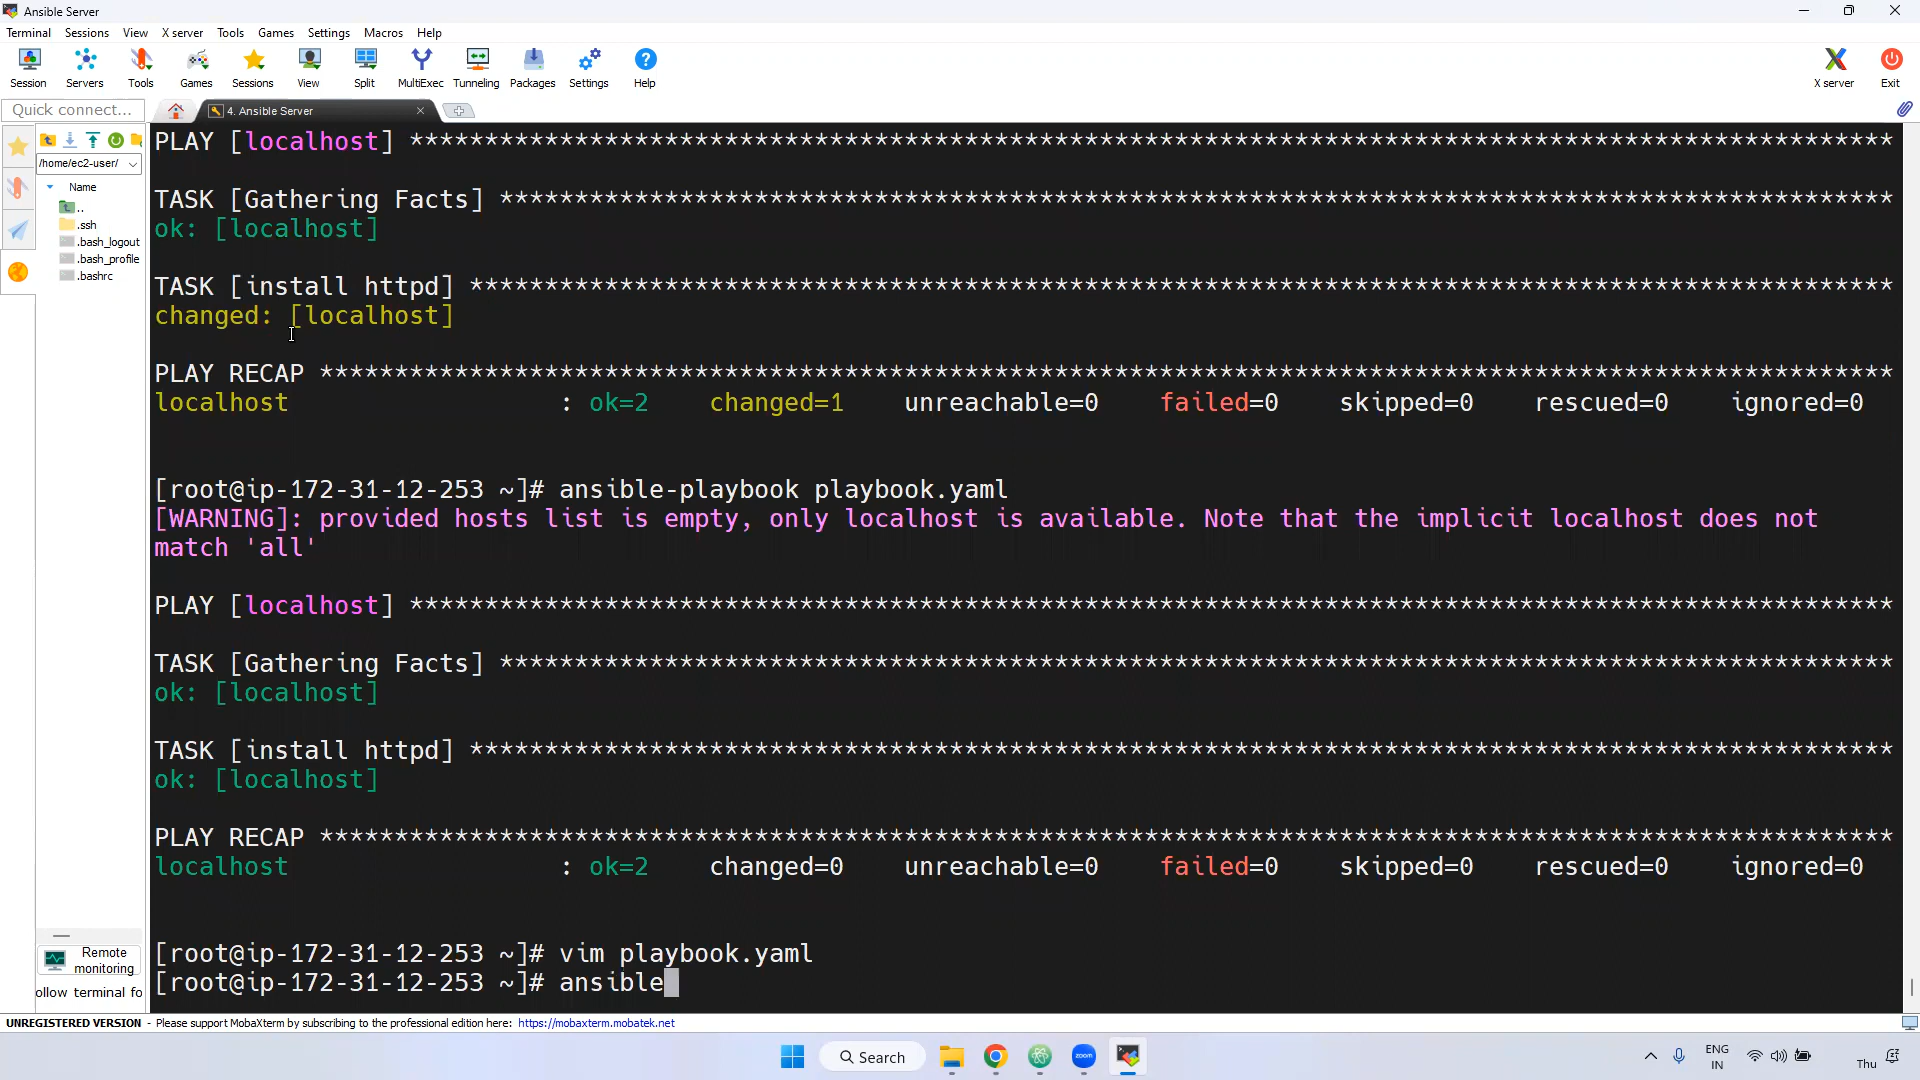 Ansible Server
Terminal Sessions View X server Tools Games Settings Macros Help
Session Servers Tools Games Sessions View Split MultiExec Tunneling Packages Settings Help X server Exit
Quick connect... 4. Ansible Server
/home/ec2-user/
Name
..
.ssh
.bash_logout
.bash_profile
.bashrc
PLAY [localhost] ***************************************************************************************************
TASK [Gathering Facts] *********************************************************************************************
ok: [localhost]
TASK [install httpd] ***********************************************************************************************
changed: [localhost]
PLAY RECAP *********************************************************************************************************
localhost : ok=2 changed=1 unreachable=0 failed=0 skipped=0 rescued=0 ignored=0
[root@ip-172-31-12-253 ~]# ansible-playbook playbook.yaml
[WARNING]: provided hosts list is empty, only localhost is available. Note that the implicit localhost does not
match 'all'
PLAY [localhost] ***************************************************************************************************
TASK [Gathering Facts] *********************************************************************************************
ok: [localhost]
TASK [install httpd] ***********************************************************************************************
ok: [localhost]
PLAY RECAP *********************************************************************************************************
localhost : ok=2 changed=0 unreachable=0 failed=0 skipped=0 rescued=0 ignored=0
[root@ip-172-31-12-253 ~]# vim playbook.yaml
[root@ip-172-31-12-253 ~]# ansible
Remote
monitoring
ollow terminal fo
UNREGISTERED VERSION - Please support MobaXterm by subscribing to the professional edition here: https://mobaxterm.mobatek.net
Search
zoom
ENG
IN
Thu